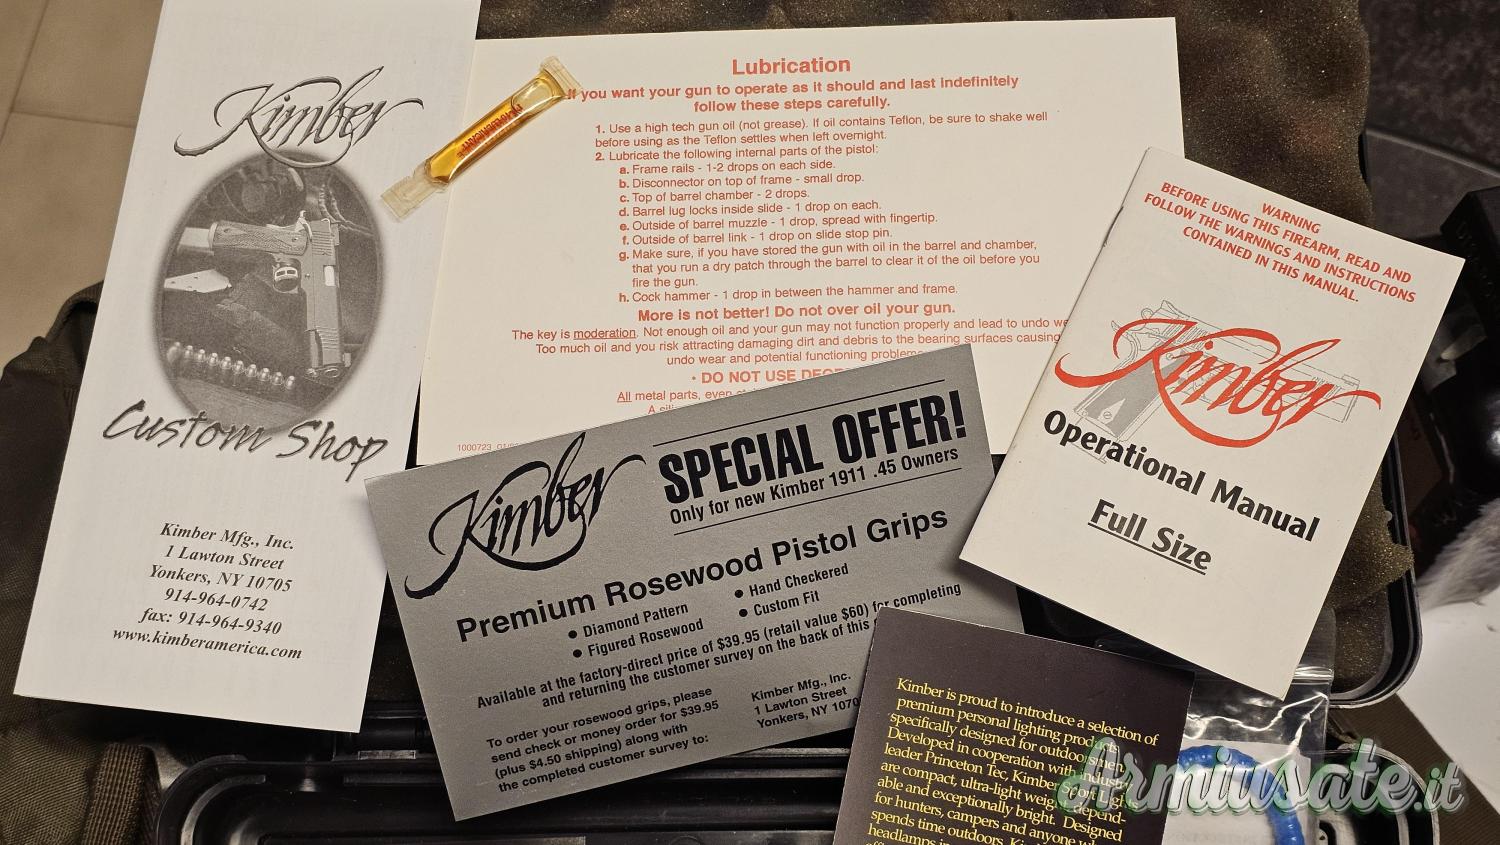 Kimber
Custom Shop
Kimber Mfg., Inc.
1 Lawton Street
Yonkers, NY 10705
914-964-0742
fax: 914-964-9340
www.kimberamerica.com
Lubrication
If you want your gun to operate as it should and last indefinitely
follow these steps carefully.
1. Use a high tech gun oil (not grease). If oil contains Teflon, be sure to shake well
before using as the Teflon settles when left overnight.
2. Lubricate the following internal parts of the pistol:
a. Frame rails - 1-2 drops on each side.
b. Disconnector on top of frame - small drop.
c. Top of barrel chamber - 2 drops.
d. Barrel lug locks inside slide - 1 drop on each.
e. Outside of barrel muzzle - 1 drop, spread with fingertip.
f. Outside of barrel link - 1 drop on slide stop pin.
g. Make sure, if you have stored the gun with oil in the barrel and chamber,
that you run a dry patch through the barrel to clear it of the oil before you
fire the gun.
h. Cock hammer - 1 drop in between the hammer and frame.
More is not better! Do not over oil your gun.
The key is moderation. Not enough oil and your gun may not function properly and lead to undo
Too much oil and you risk attracting damaging dirt and debris to the bearing surfaces causing
undo wear and potential functioning
• DO NOT USE
All metal parts,
1000723
Kimber
SPECIAL OFFER!
Only for new Kimber 1911 .45 Owners
Premium Rosewood Pistol Grips
• Diamond Pattern
• Figured Rosewood
• Hand Checkered
• Custom Fit
Available at the factory-direct price of $39.95 (retail value $60) for completing
and returning the customer survey on the back of this
To order your rosewood grips, please
send check or money order for $39.95
(plus $4.50 shipping) along with
the completed customer survey to:
Kimber Mfg., Inc.
1 Lawton Street
Yonkers, NY
WARNING
BEFORE USING THIS FIREARM, READ AND
FOLLOW THE WARNINGS AND INSTRUCTIONS
CONTAINED IN THIS MANUAL.
Kimber
Operational Manual
Full Size
Kimber is proud to introduce a selection of
premium personal lighting products
specifically designed for outdoorsmen.
Developed in cooperation with industry
leader Princeton Tec, Kimber
are compact, ultra-light weight, depend-
able and exceptionally bright. Designed
for hunters, campers and anyone who
spends time outdoors,
headlamps
Armiusate.it